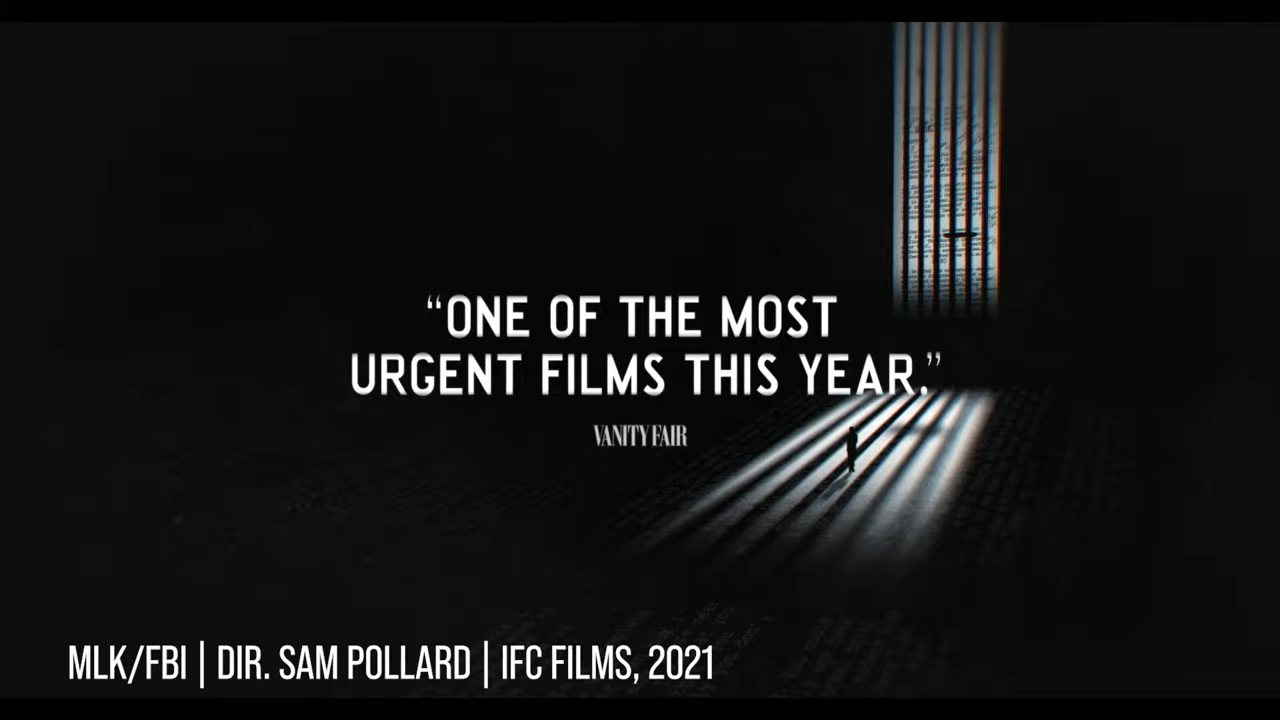 “ONE OF THE MOST
URGENT FILMS THIS YEAR.”
VANITY FAIR
MLK/FBI | DIR. SAM POLLARD | IFC FILMS, 2021